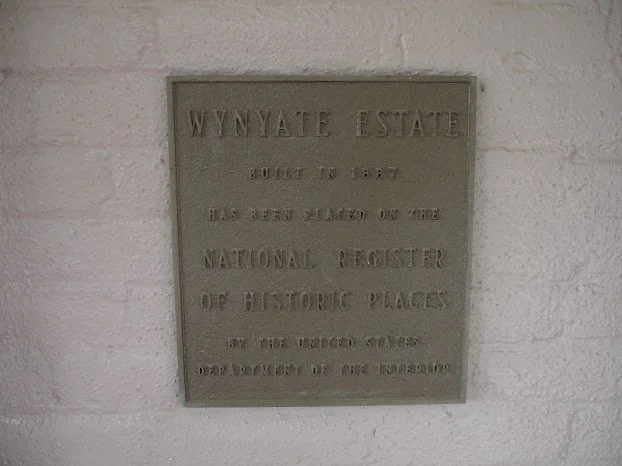 WYNYATE ESTATE
BUILT IN 1887
HAS BEEN PLACED ON THE
NATIONAL REGISTER
OF HISTORIC PLACES
BY THE UNITED STATES
DEPARTMENT OF THE INTERIOR